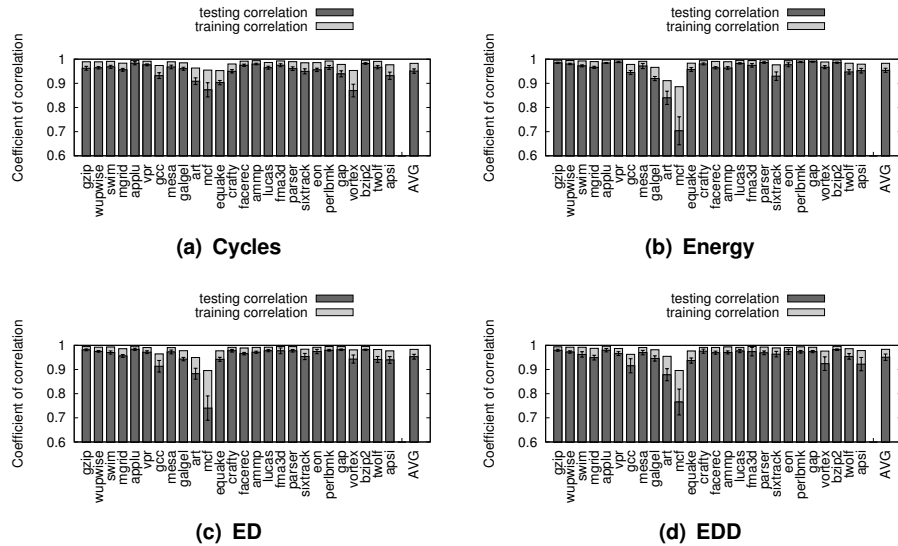 testing correlation
training correlation
Coefficient of correlation
1
0.9
0.8
0.7
0.6
gzip wupwise swim mgrid applu vpr gcc mesa galgel art mcf equake crafty facerec ammp lucas fma3d parser sixtrack eon perlbmk gap vortex bzip2 twolf apsi AVG
(a) Cycles
testing correlation
training correlation
Coefficient of correlation
1
0.9
0.8
0.7
0.6
gzip wupwise swim mgrid applu vpr gcc mesa galgel art mcf equake crafty facerec ammp lucas fma3d parser sixtrack eon perlbmk gap vortex bzip2 twolf apsi AVG
(b) Energy
testing correlation
training correlation
Coefficient of correlation
1
0.9
0.8
0.7
0.6
gzip wupwise swim mgrid applu vpr gcc mesa galgel art mcf equake crafty facerec ammp lucas fma3d parser sixtrack eon perlbmk gap vortex bzip2 twolf apsi AVG
(c) ED
testing correlation
training correlation
Coefficient of correlation
1
0.9
0.8
0.7
0.6
gzip wupwise swim mgrid applu vpr gcc mesa galgel art mcf equake crafty facerec ammp lucas fma3d parser sixtrack eon perlbmk gap vortex bzip2 twolf apsi AVG
(d) EDD